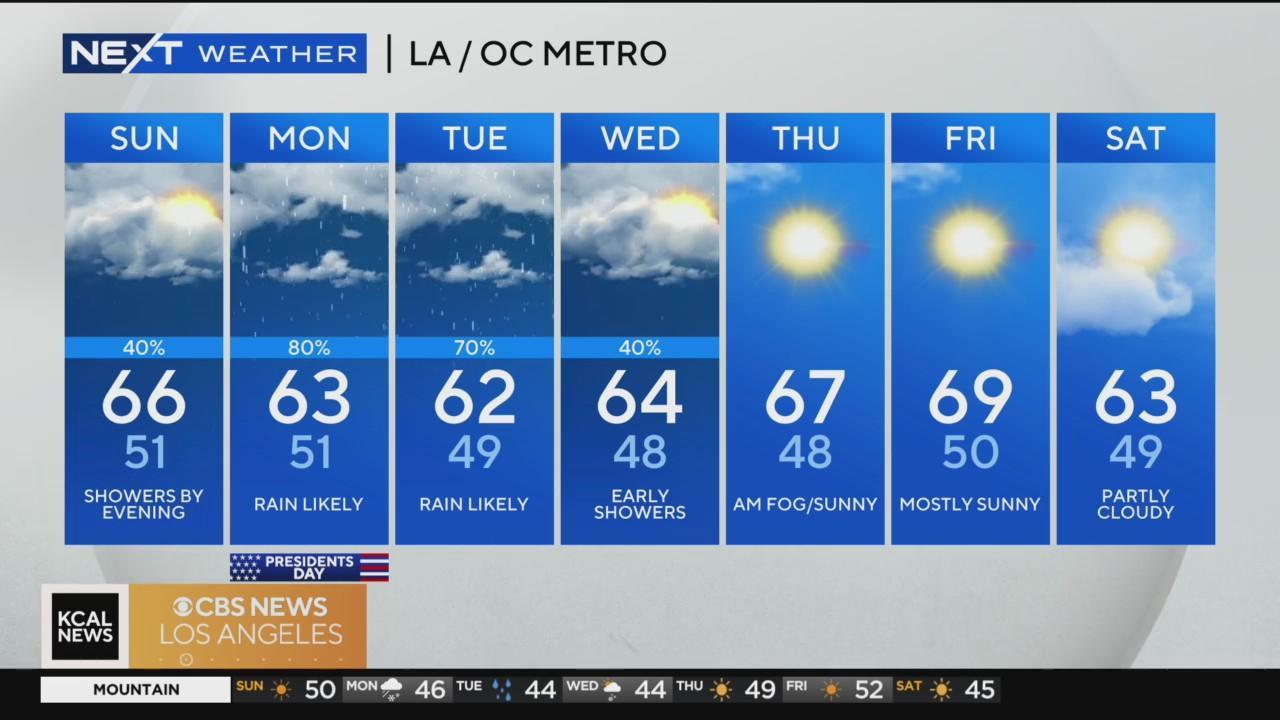 NEXT WEATHER | LA / OC METRO
SUN
40%
66
51
SHOWERS BY
EVENING
MON
80%
63
51
RAIN LIKELY
PRESIDENTS
DAY
TUE
70%
62
49
RAIN LIKELY
WED
40%
64
48
EARLY
SHOWERS
THU
67
48
AM FOG/SUNNY
FRI
69
50
MOSTLY SUNNY
SAT
63
49
PARTLY
CLOUDY
KCAL
NEWS
CBS NEWS
LOS ANGELES
MOUNTAIN SUN 50 MON 46 TUE 44 WED 44 THU 49 FRI 52 SAT 45